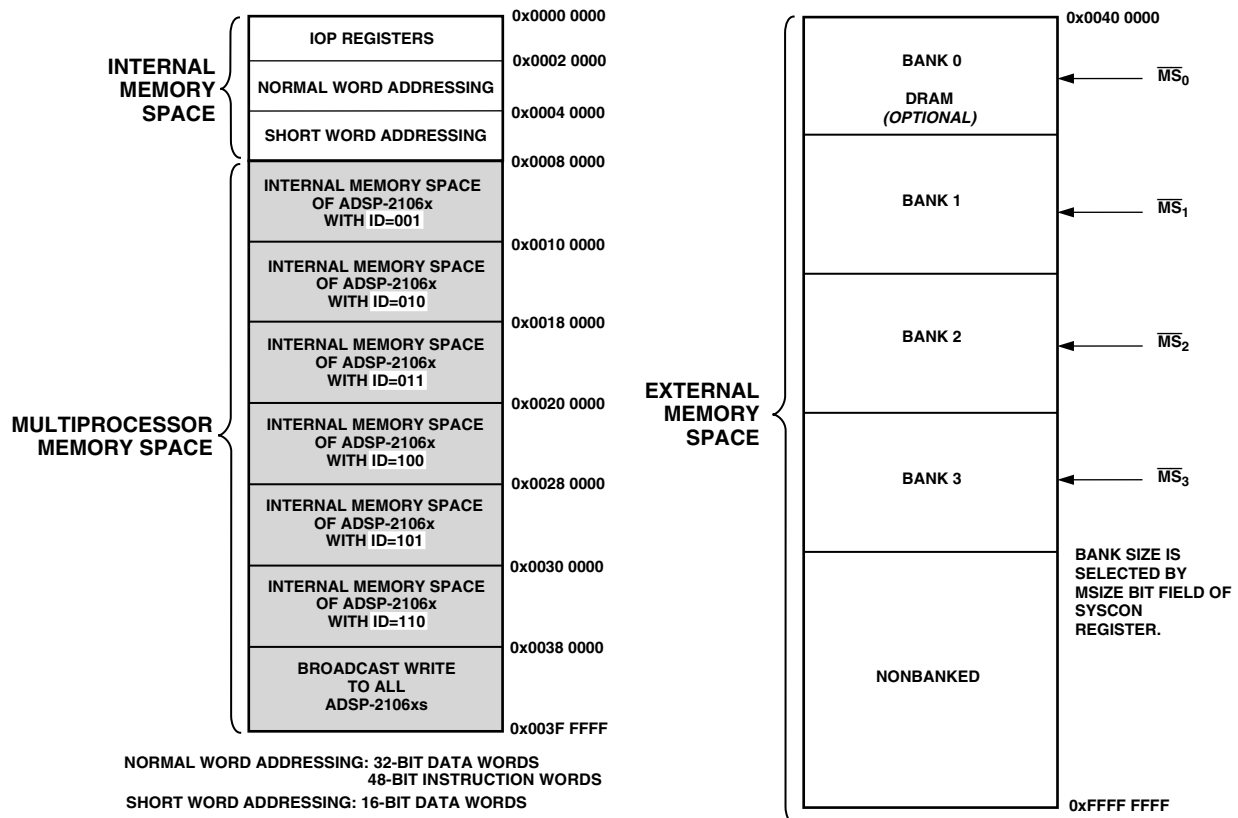 0x0000 0000
IOP REGISTERS
0x0002 0000
INTERNAL
MEMORY
SPACE
NORMAL WORD ADDRESSING
0x0004 0000
SHORT WORD ADDRESSING
0x0008 0000
INTERNAL MEMORY SPACE
OF ADSP-2106x
WITH ID=001
0x0010 0000
INTERNAL MEMORY SPACE
OF ADSP-2106x
WITH ID=010
0x0018 0000
INTERNAL MEMORY SPACE
OF ADSP-2106x
WITH ID=011
0x0020 0000
MULTIPROCESSOR
MEMORY SPACE
INTERNAL MEMORY SPACE
OF ADSP-2106x
WITH ID=100
0x0028 0000
INTERNAL MEMORY SPACE
OF ADSP-2106x
WITH ID=101
0x0030 0000
INTERNAL MEMORY SPACE
OF ADSP-2106x
WITH ID=110
0x0038 0000
BROADCAST WRITE
TO ALL
ADSP-2106xs
0x003F FFFF
NORMAL WORD ADDRESSING: 32-BIT DATA WORDS
48-BIT INSTRUCTION WORDS
SHORT WORD ADDRESSING: 16-BIT DATA WORDS
0x0040 0000
BANK 0
DRAM
(OPTIONAL)
MS0
BANK 1
MS1
BANK 2
MS2
EXTERNAL
MEMORY
SPACE
BANK 3
MS3
BANK SIZE IS
SELECTED BY
MSIZE BIT FIELD OF
SYSCON
REGISTER.
NONBANKED
0xFFFF FFFF